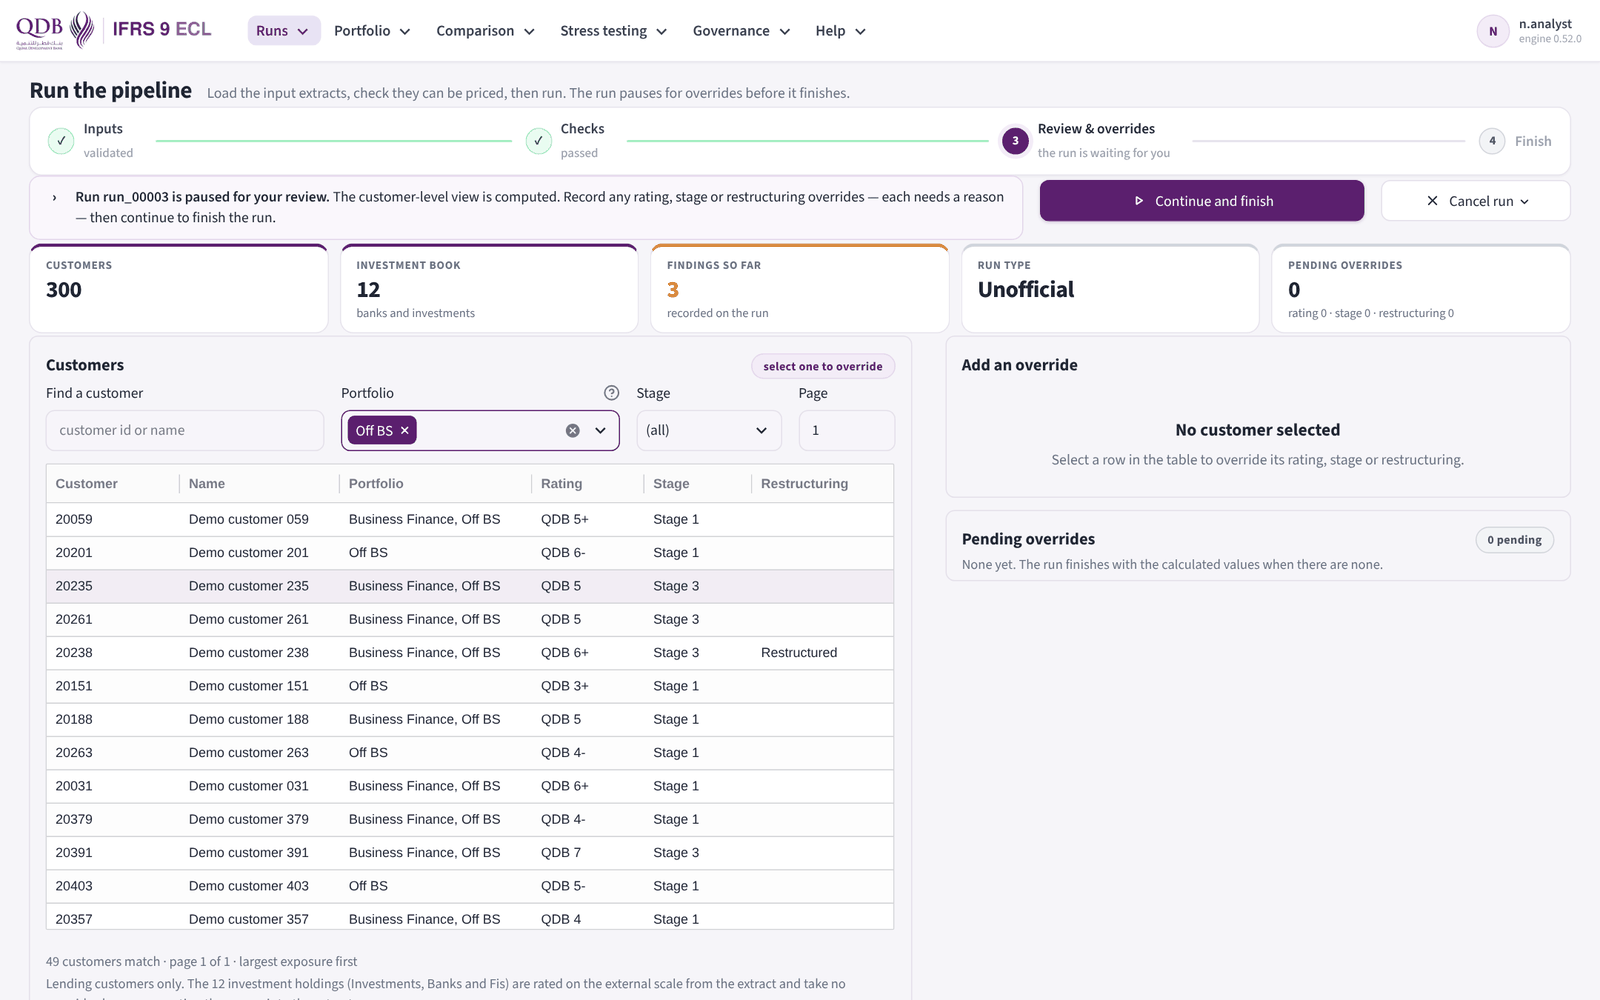 QDB
IFRS 9 ECL
Runs
Portfolio
Comparison
Stress testing
Governance
Help
N
n.analyst
engine 0.52.0
Run the pipeline
Load the input extracts, check they can be priced, then run. The run pauses for overrides before it finishes.
Inputs
validated
Checks
passed
3
Review & overrides
the run is waiting for you
4
Finish
Run run_00003 is paused for your review. The customer-level view is computed. Record any rating, stage or restructuring overrides — each needs a reason
— then continue to finish the run.
Continue and finish
Cancel run
CUSTOMERS
300
INVESTMENT BOOK
12
banks and investments
FINDINGS SO FAR
3
recorded on the run
RUN TYPE
Unofficial
PENDING OVERRIDES
0
rating 0 · stage 0 · restructuring 0
Customers
select one to override
Find a customer
Portfolio
Stage
Page
customer id or name
Off BS
(all)
1
Customer Name Portfolio Rating Stage Restructuring
20059 Demo customer 059 Business Finance, Off BS QDB 5+ Stage 1
20201 Demo customer 201 Off BS QDB 6- Stage 1
20235 Demo customer 235 Business Finance, Off BS QDB 5 Stage 3
20261 Demo customer 261 Business Finance, Off BS QDB 5 Stage 3
20238 Demo customer 238 Business Finance, Off BS QDB 6+ Stage 3 Restructured
20151 Demo customer 151 Off BS QDB 3+ Stage 1
20188 Demo customer 188 Business Finance, Off BS QDB 5 Stage 1
20263 Demo customer 263 Off BS QDB 4- Stage 1
20031 Demo customer 031 Business Finance, Off BS QDB 6+ Stage 1
20379 Demo customer 379 Business Finance, Off BS QDB 4- Stage 1
20391 Demo customer 391 Business Finance, Off BS QDB 7 Stage 3
20403 Demo customer 403 Off BS QDB 5- Stage 1
20357 Demo customer 357 Business Finance, Off BS QDB 4 Stage 1
49 customers match · page 1 of 1 · largest exposure first
Lending customers only. The 12 investment holdings (Investments, Banks and Fis) are rated on the external scale from the extract and take no
Add an override
No customer selected
Select a row in the table to override its rating, stage or restructuring.
Pending overrides
0 pending
None yet. The run finishes with the calculated values when there are none.